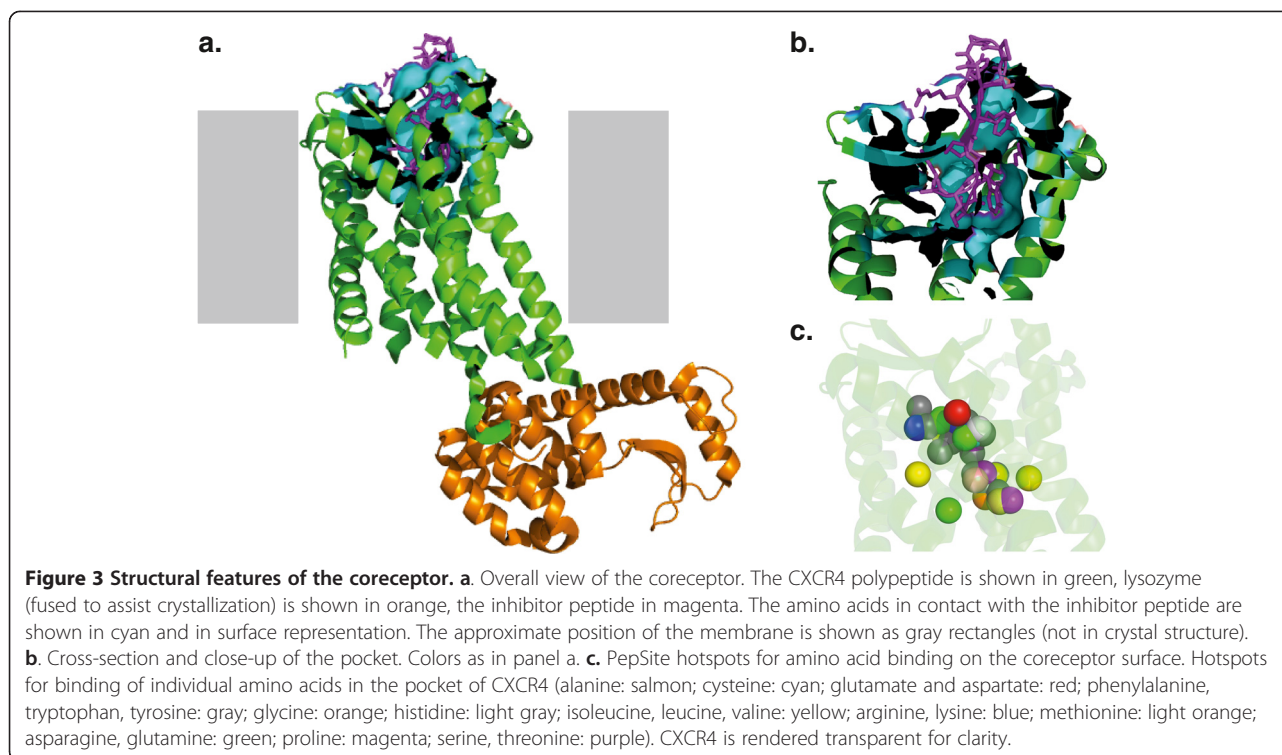 a.
b.
c.
Figure 3 Structural features of the coreceptor. a. Overall view of the coreceptor. The CXCR4 polypeptide is shown in green, lysozyme
(fused to assist crystallization) is shown in orange, the inhibitor peptide in magenta. The amino acids in contact with the inhibitor peptide are
shown in cyan and in surface representation. The approximate position of the membrane is shown as gray rectangles (not in crystal structure).
b. Cross-section and close-up of the pocket. Colors as in panel a. c. PepSite hotspots for amino acid binding on the coreceptor surface. Hotspots
for binding of individual amino acids in the pocket of CXCR4 (alanine: salmon; cysteine: cyan; glutamate and aspartate: red; phenylalanine,
tryptophan, tyrosine: gray; glycine: orange; histidine: light gray; isoleucine, leucine, valine: yellow; arginine, lysine: blue; methionine: light orange;
asparagine, glutamine: green; proline: magenta; serine, threonine: purple). CXCR4 is rendered transparent for clarity.